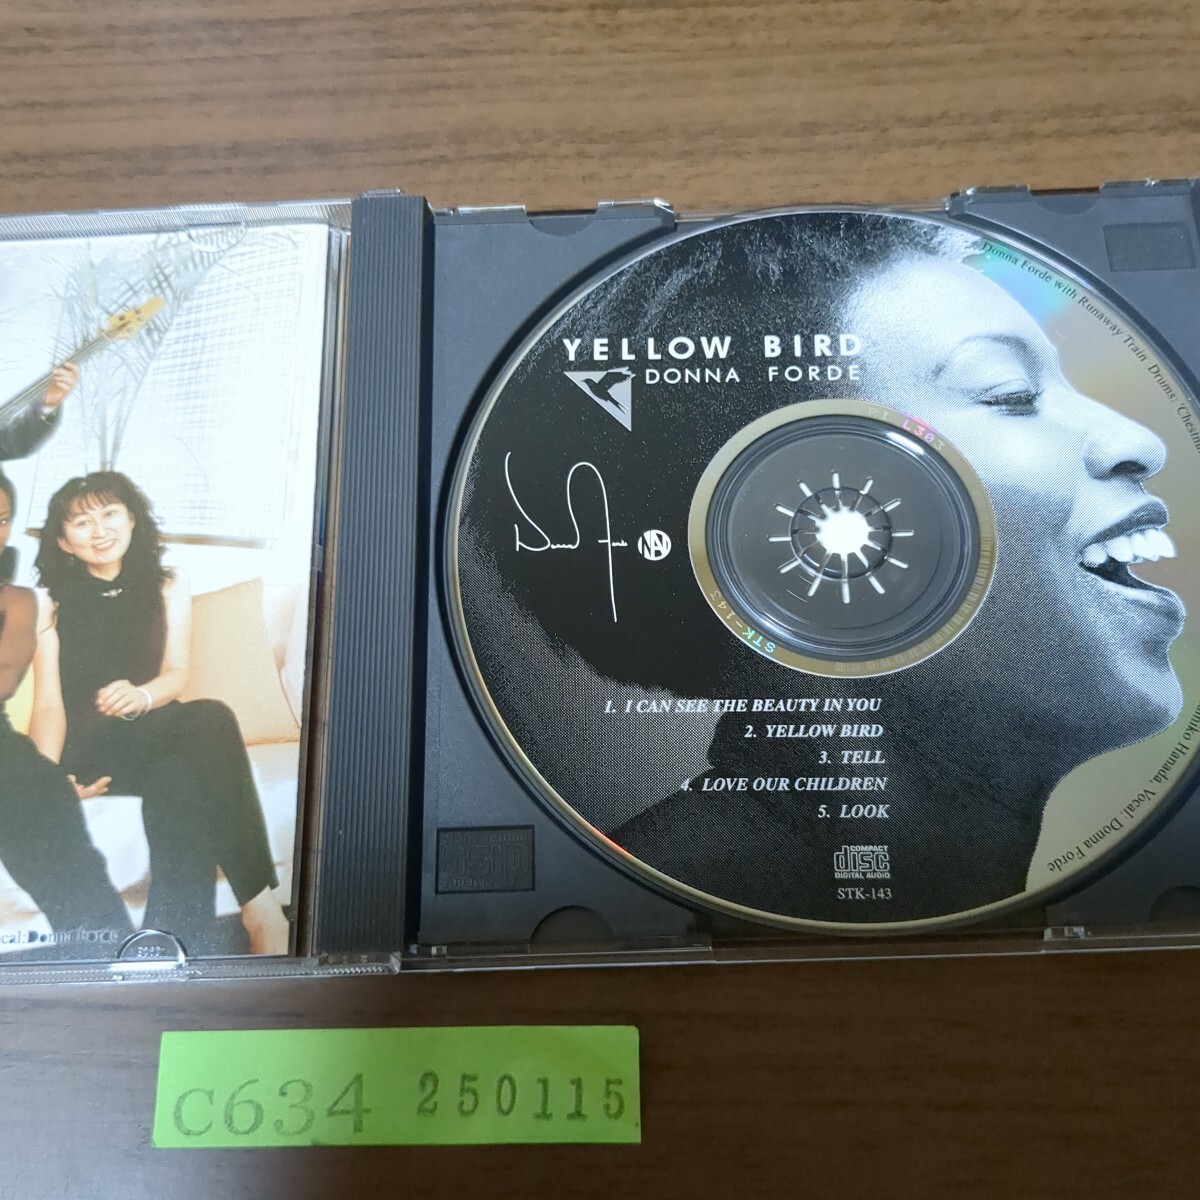 YELLOW BIRD
DONNA FORDE
Donna Forde with Runaway Train Drums:
Hanada, Vocal: Donna Forde
L303
STK-143
1. I CAN SEE THE BEAUTY IN YOU
2. YELLOW BIRD
3. TELL
4. LOVE OUR CHILDREN
5. LOOK
COMPACT
disc
DIGITAL AUDIO
STK-143
C634 250115